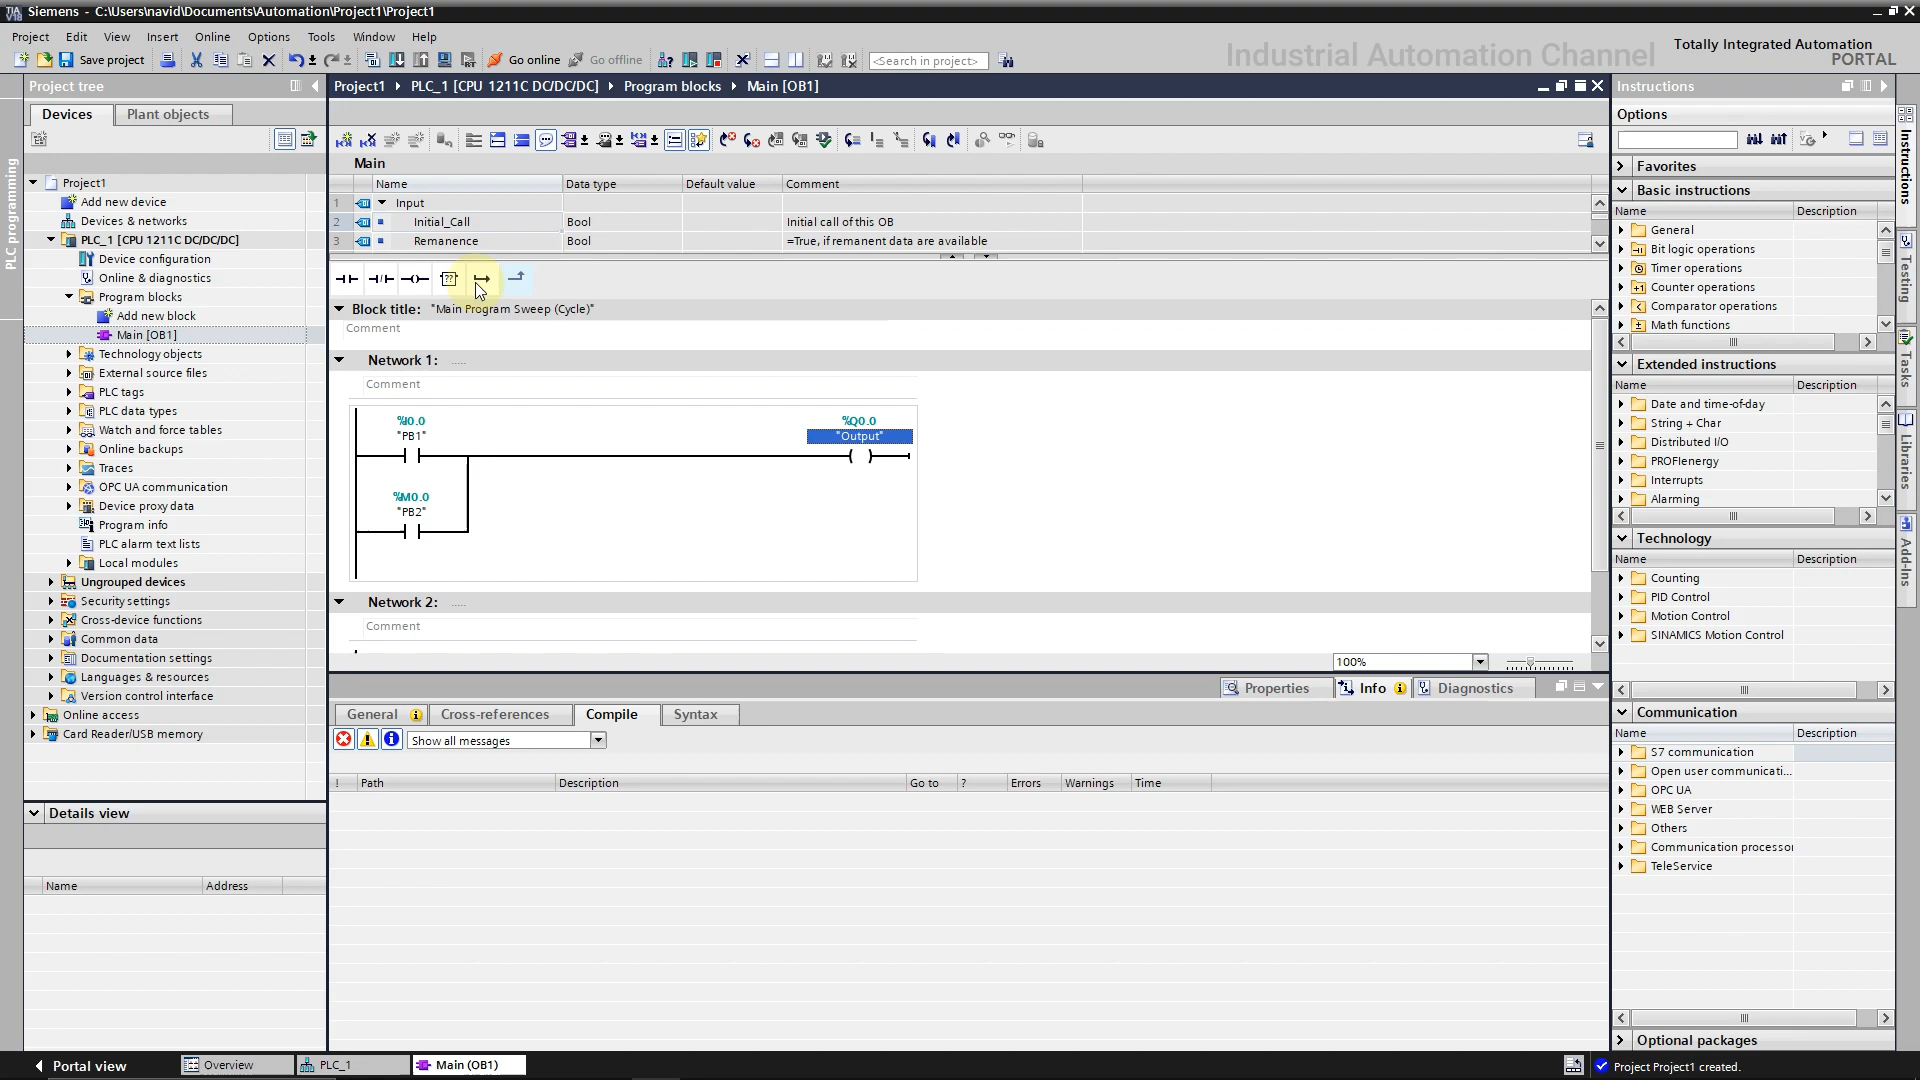 Siemens - C:\Users\navid\Documents\Automation\Project1\Project1
Project Edit View Insert Online Options Tools Window Help
Industrial Automation Channel
Totally Integrated Automation
PORTAL
Save project Go online Go offline <Search in project>
Project tree
Devices Plant objects
PLC programming
Project1
Add new device
Devices & networks
PLC_1 [CPU 1211C DC/DC/DC]
Device configuration
Online & diagnostics
Program blocks
Add new block
Main [OB1]
Technology objects
External source files
PLC tags
PLC data types
Watch and force tables
Online backups
Traces
OPC UA communication
Device proxy data
Program info
PLC alarm text lists
Local modules
Ungrouped devices
Security settings
Cross-device functions
Common data
Documentation settings
Languages & resources
Version control interface
Online access
Card Reader/USB memory
Details view
Name Address
Project1 PLC_1 [CPU 1211C DC/DC/DC] Program blocks Main [OB1]
Main
Name Data type Default value Comment
1 Input
2 Initial_Call Bool Initial call of this OB
3 Remanence Bool =True, if remanent data are available
??
Block title: "Main Program Sweep (Cycle)"
Comment
Network 1: .....
Comment
%I0.0 %Q0.0
"PB1" "Output"
%M0.0
"PB2"
Network 2: .....
Comment
100%
Properties Info Diagnostics
General Cross-references Compile Syntax
Show all messages
! Path Description Go to ? Errors Warnings Time
Instructions
Options
Favorites
Basic instructions
Name Description
General
Bit logic operations
Timer operations
Counter operations
Comparator operations
Math functions
Extended instructions
Name Description
Date and time-of-day
String + Char
Distributed I/O
PROFIenergy
Interrupts
Alarming
Technology
Name Description
Counting
PID Control
Motion Control
SINAMICS Motion Control
Communication
Name Description
S7 communication
Open user communicati...
OPC UA
WEB Server
Others
Communication processor
TeleService
Optional packages
Instructions
Testing
Tasks
Libraries
Add-Ins
Portal view Overview PLC_1 Main (OB1) Project Project1 created.